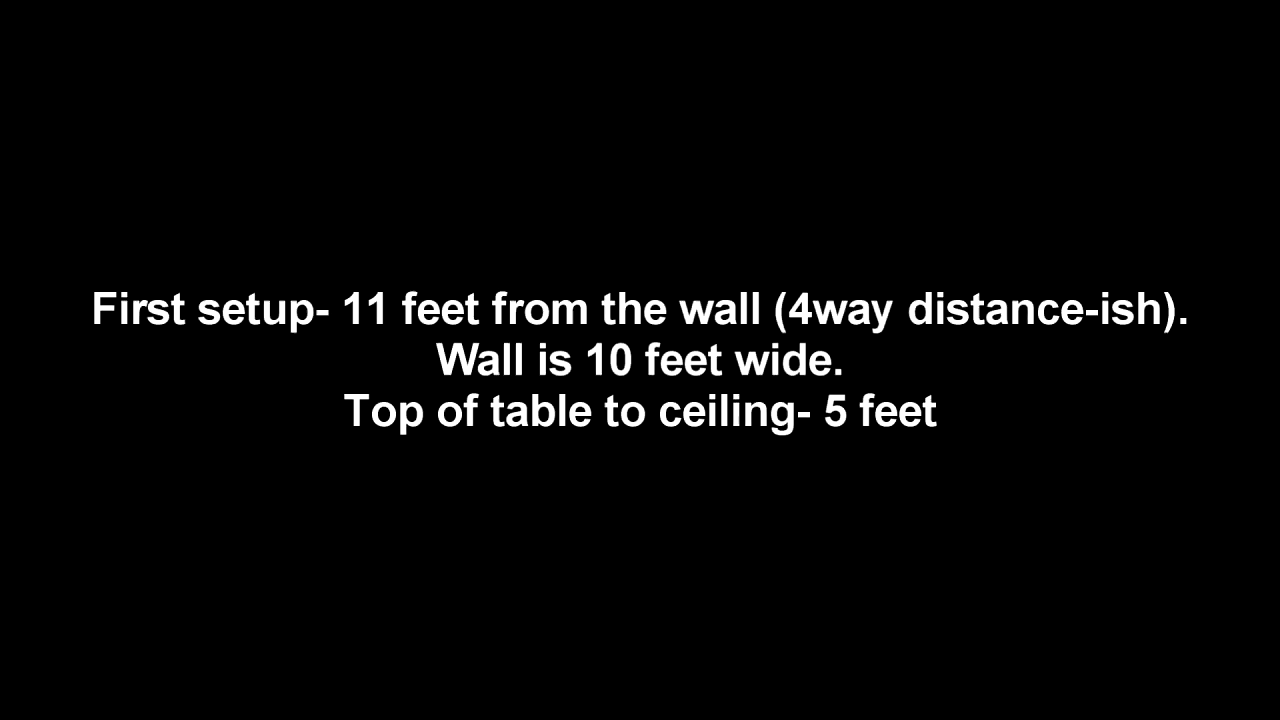 First setup- 11 feet from the wall (4way distance-ish).
Wall is 10 feet wide.
Top of table to ceiling- 5 feet